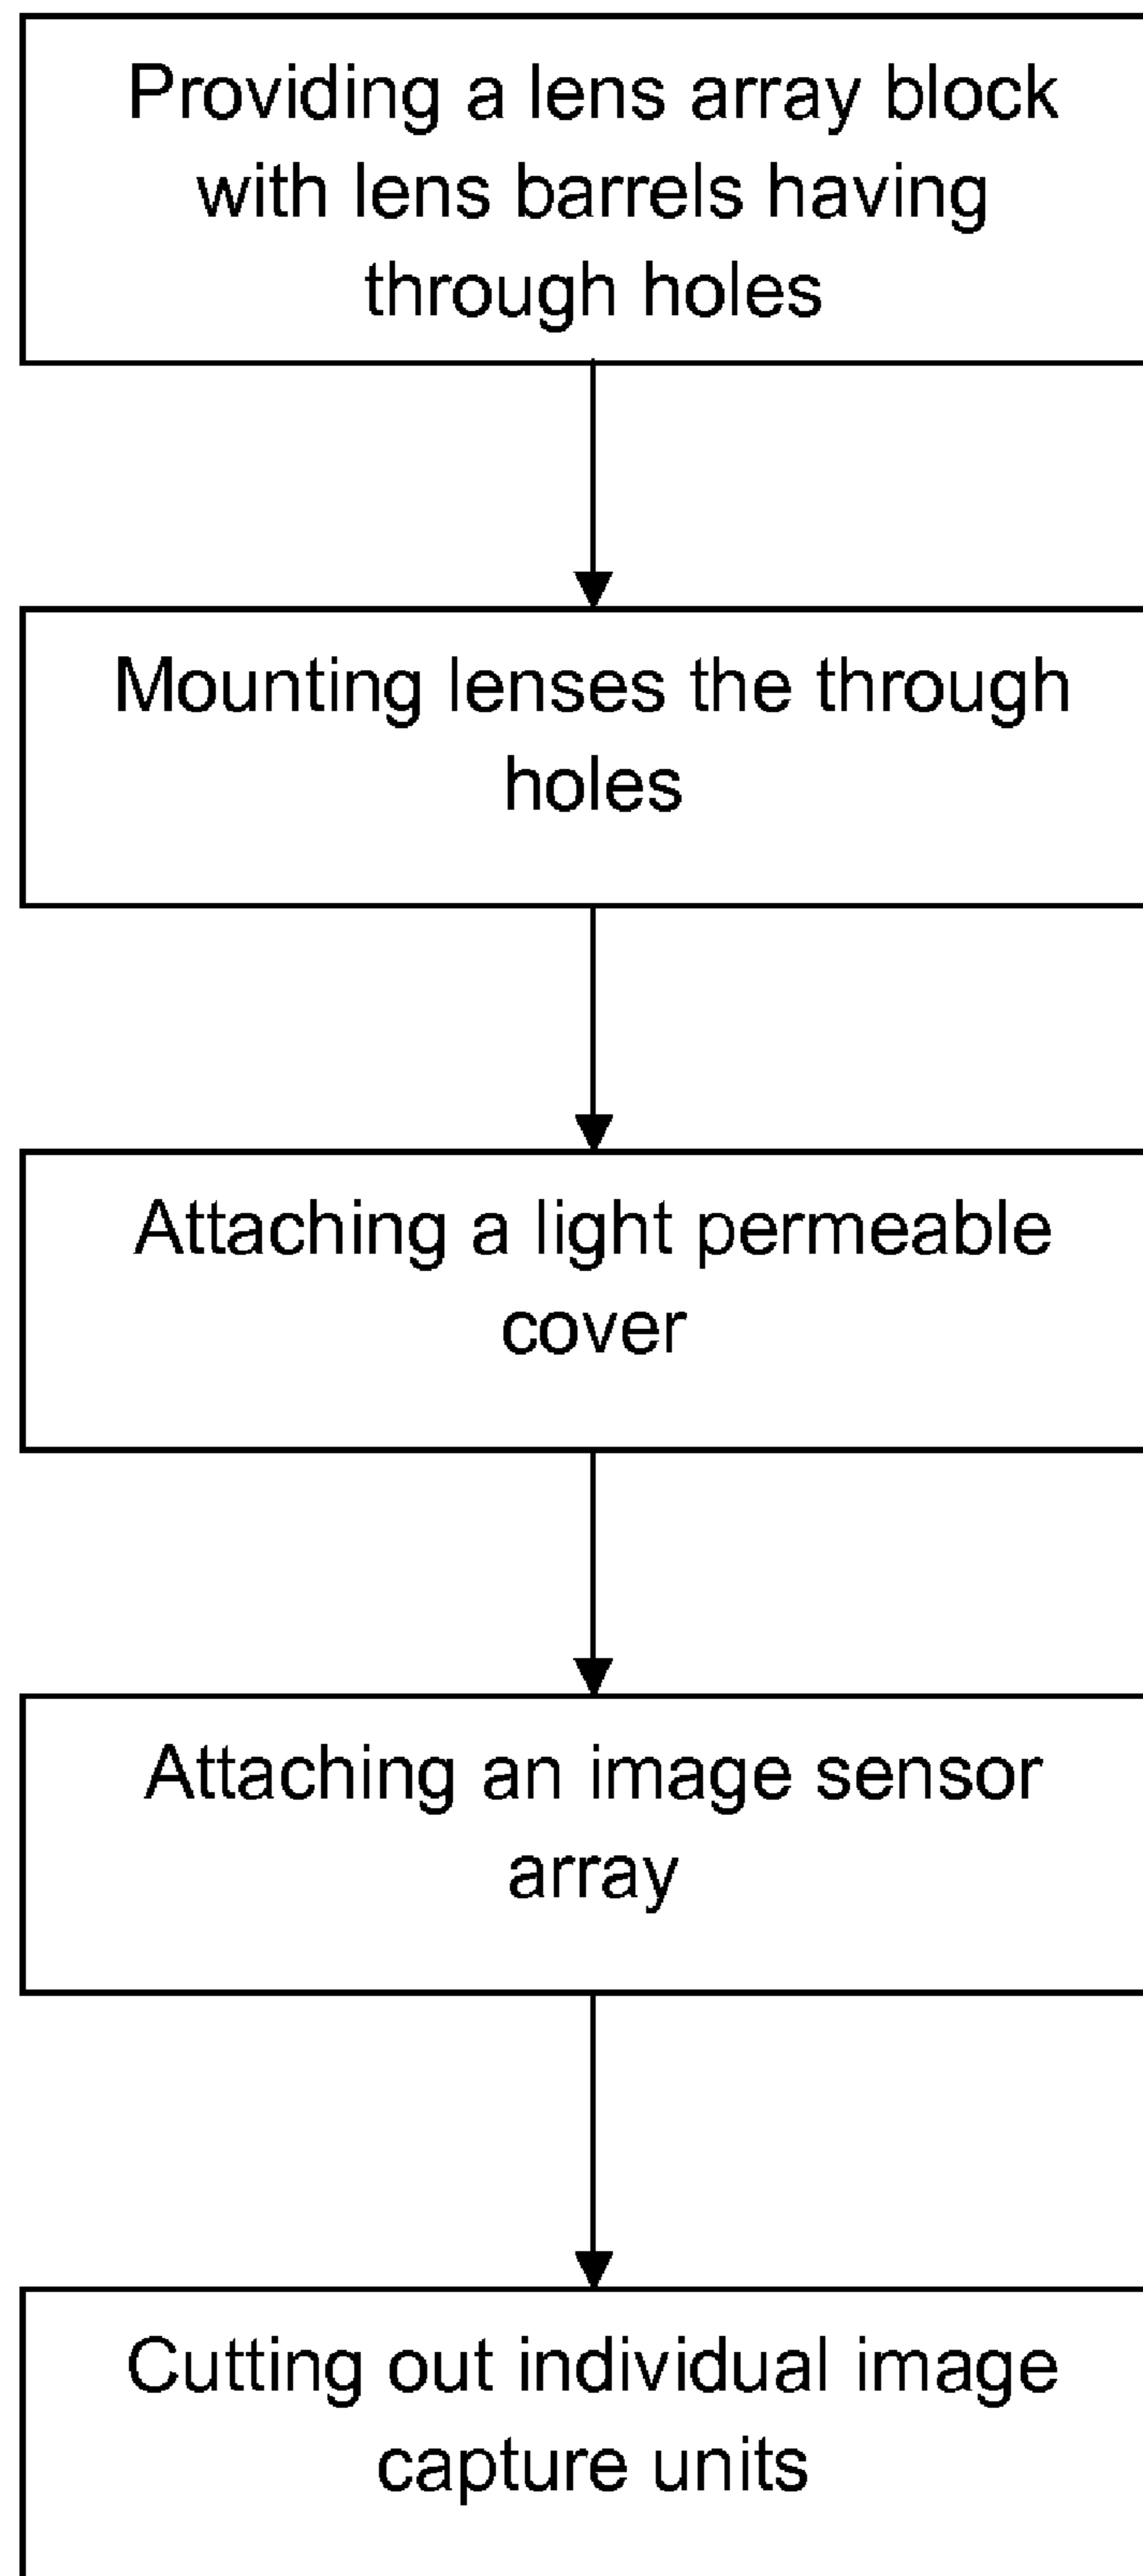 Providing a lens array block
with lens barrels having
through holes
Mounting lenses the through
holes
Attaching a light permeable
cover
Attaching an image sensor
array
Cutting out individual image
capture units